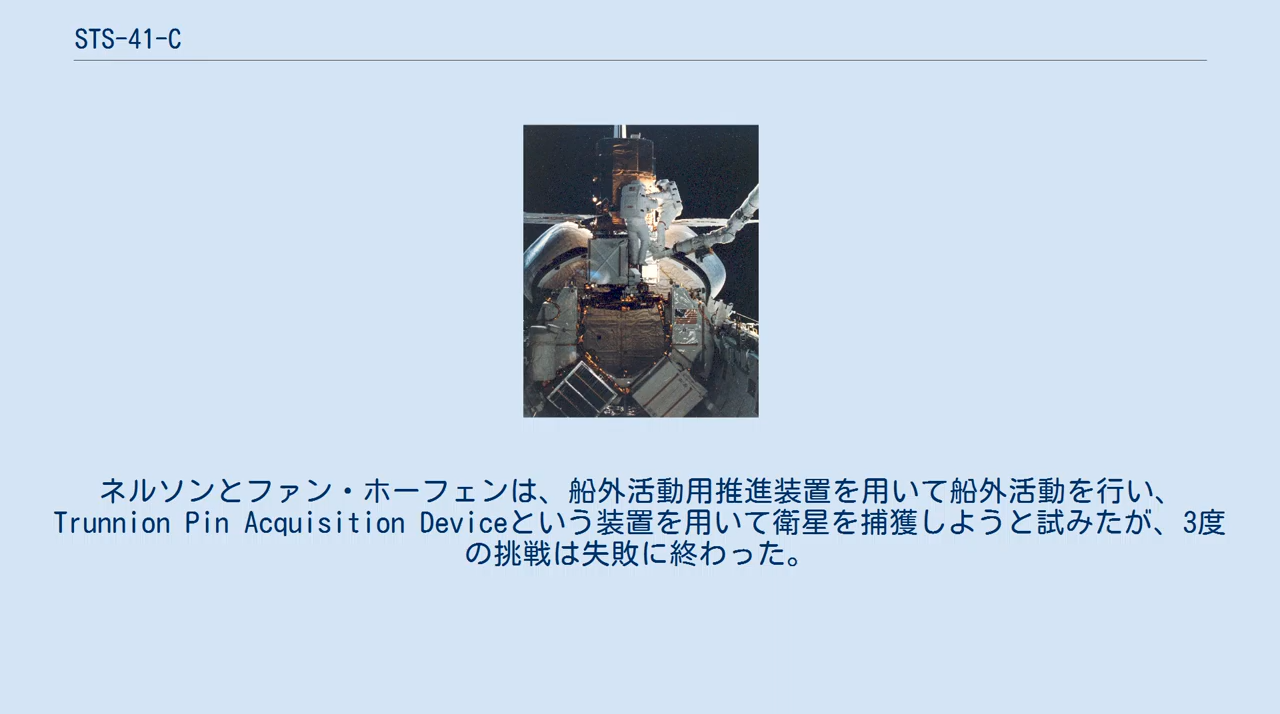 STS-41-C
ネルソンとファン・ホーフェンは、船外活動用推進装置を用いて船外活動を行い、
Trunnion Pin Acquisition Deviceという装置を用いて衛星を捕獲しようと試みたが、3度
の挑戦は失敗に終わった。